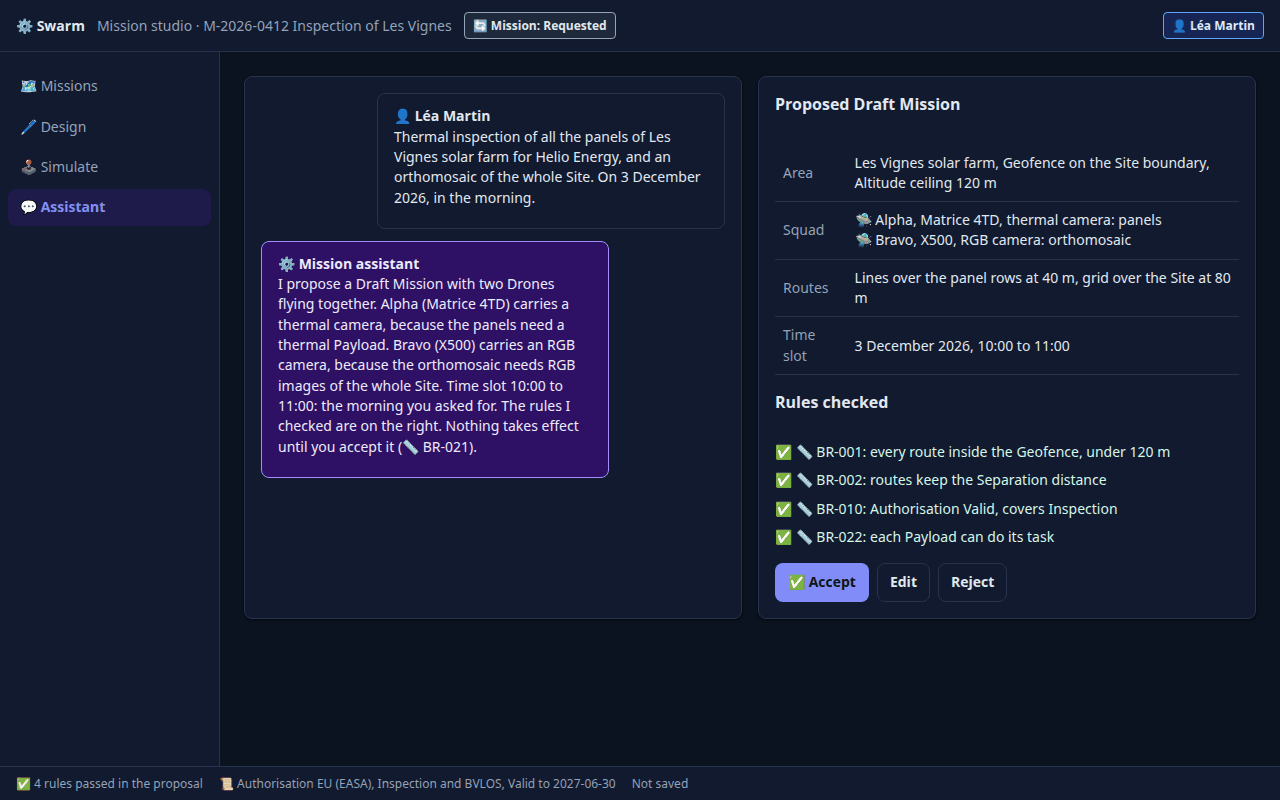 ⚙️ Swarm Mission studio · M-2026-0412 Inspection of Les Vignes 🔄 Mission: Requested 👤 Léa Martin
🗺️ Missions
🖊️ Design
🕹️ Simulate
💬 Assistant
👤 Léa Martin
Thermal inspection of all the panels of Les
Vignes solar farm for Helio Energy, and an
orthomosaic of the whole Site. On 3 December
2026, in the morning.
⚙️ Mission assistant
I propose a Draft Mission with two Drones
flying together. Alpha (Matrice 4TD) carries a
thermal camera, because the panels need a
thermal Payload. Bravo (X500) carries an RGB
camera, because the orthomosaic needs RGB
images of the whole Site. Time slot 10:00 to
11:00: the morning you asked for. The rules I
checked are on the right. Nothing takes effect
until you accept it (📏 BR-021).
Proposed Draft Mission
Area
Les Vignes solar farm, Geofence on the Site boundary,
Altitude ceiling 120 m
Squad
🛸 Alpha, Matrice 4TD, thermal camera: panels
🛸 Bravo, X500, RGB camera: orthomosaic
Routes
Lines over the panel rows at 40 m, grid over the Site at 80
m
Time
slot
3 December 2026, 10:00 to 11:00
Rules checked
✅ 📏 BR-001: every route inside the Geofence, under 120 m
✅ 📏 BR-002: routes keep the Separation distance
✅ 📏 BR-010: Authorisation Valid, covers Inspection
✅ 📏 BR-022: each Payload can do its task
✅ Accept Edit Reject
✅ 4 rules passed in the proposal 📜 Authorisation EU (EASA), Inspection and BVLOS, Valid to 2027-06-30 Not saved